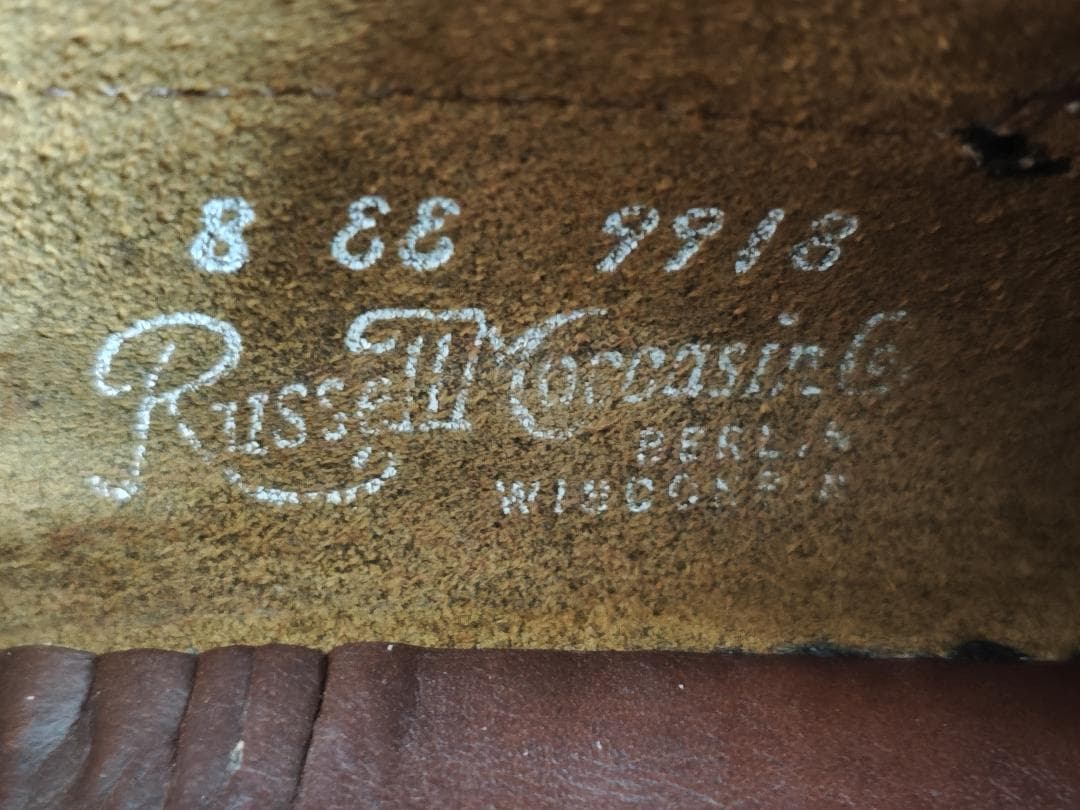 8 EE 9918
Russell Moccasin Co.
BERLIN
WISCONSIN